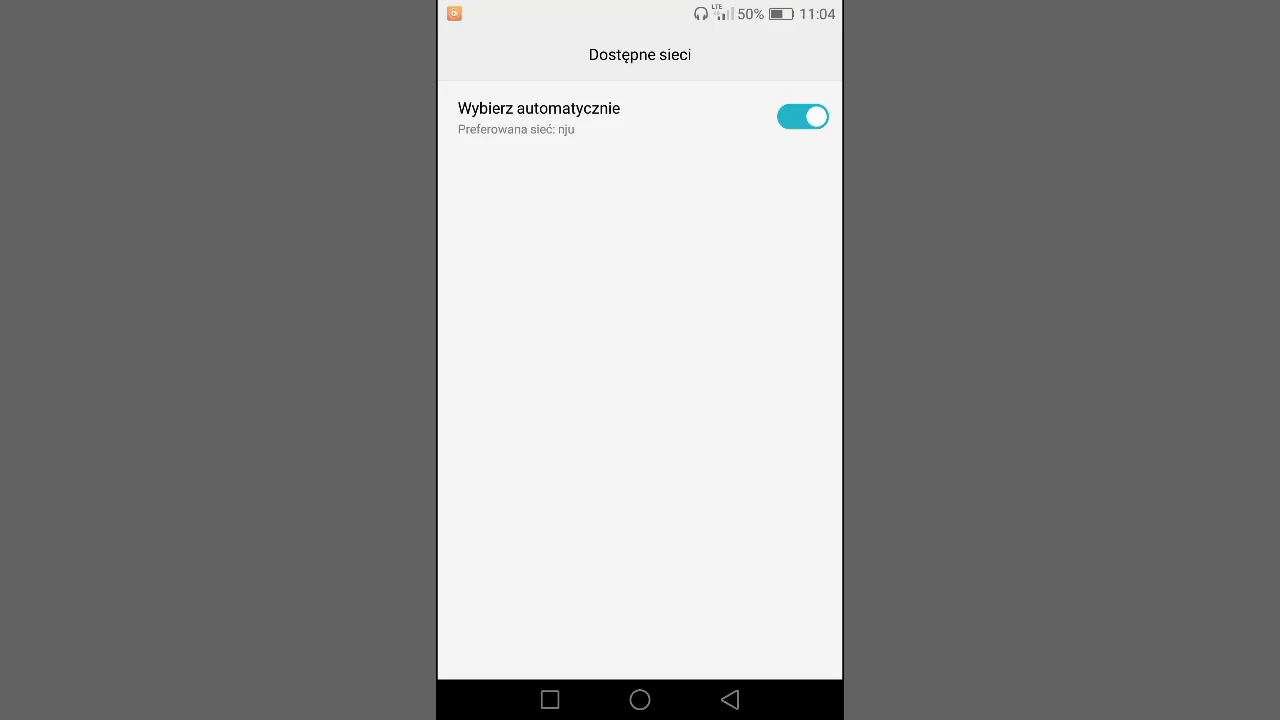 LTE 50% 11:04
Dostępne sieci
Wybierz automatycznie
Preferowana sieć: nju